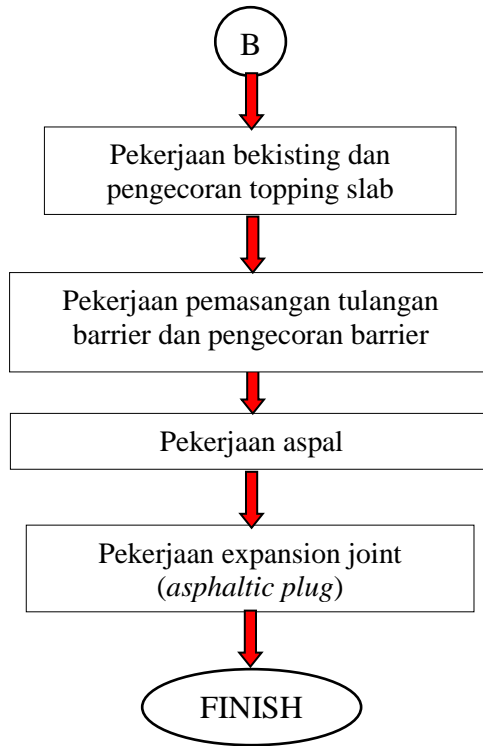 B
Pekerjaan bekisting dan
pengecoran topping slab
Pekerjaan pemasangan tulangan
barrier dan pengecoran barrier
Pekerjaan aspal
Pekerjaan expansion joint
(asphaltic plug)
FINISH